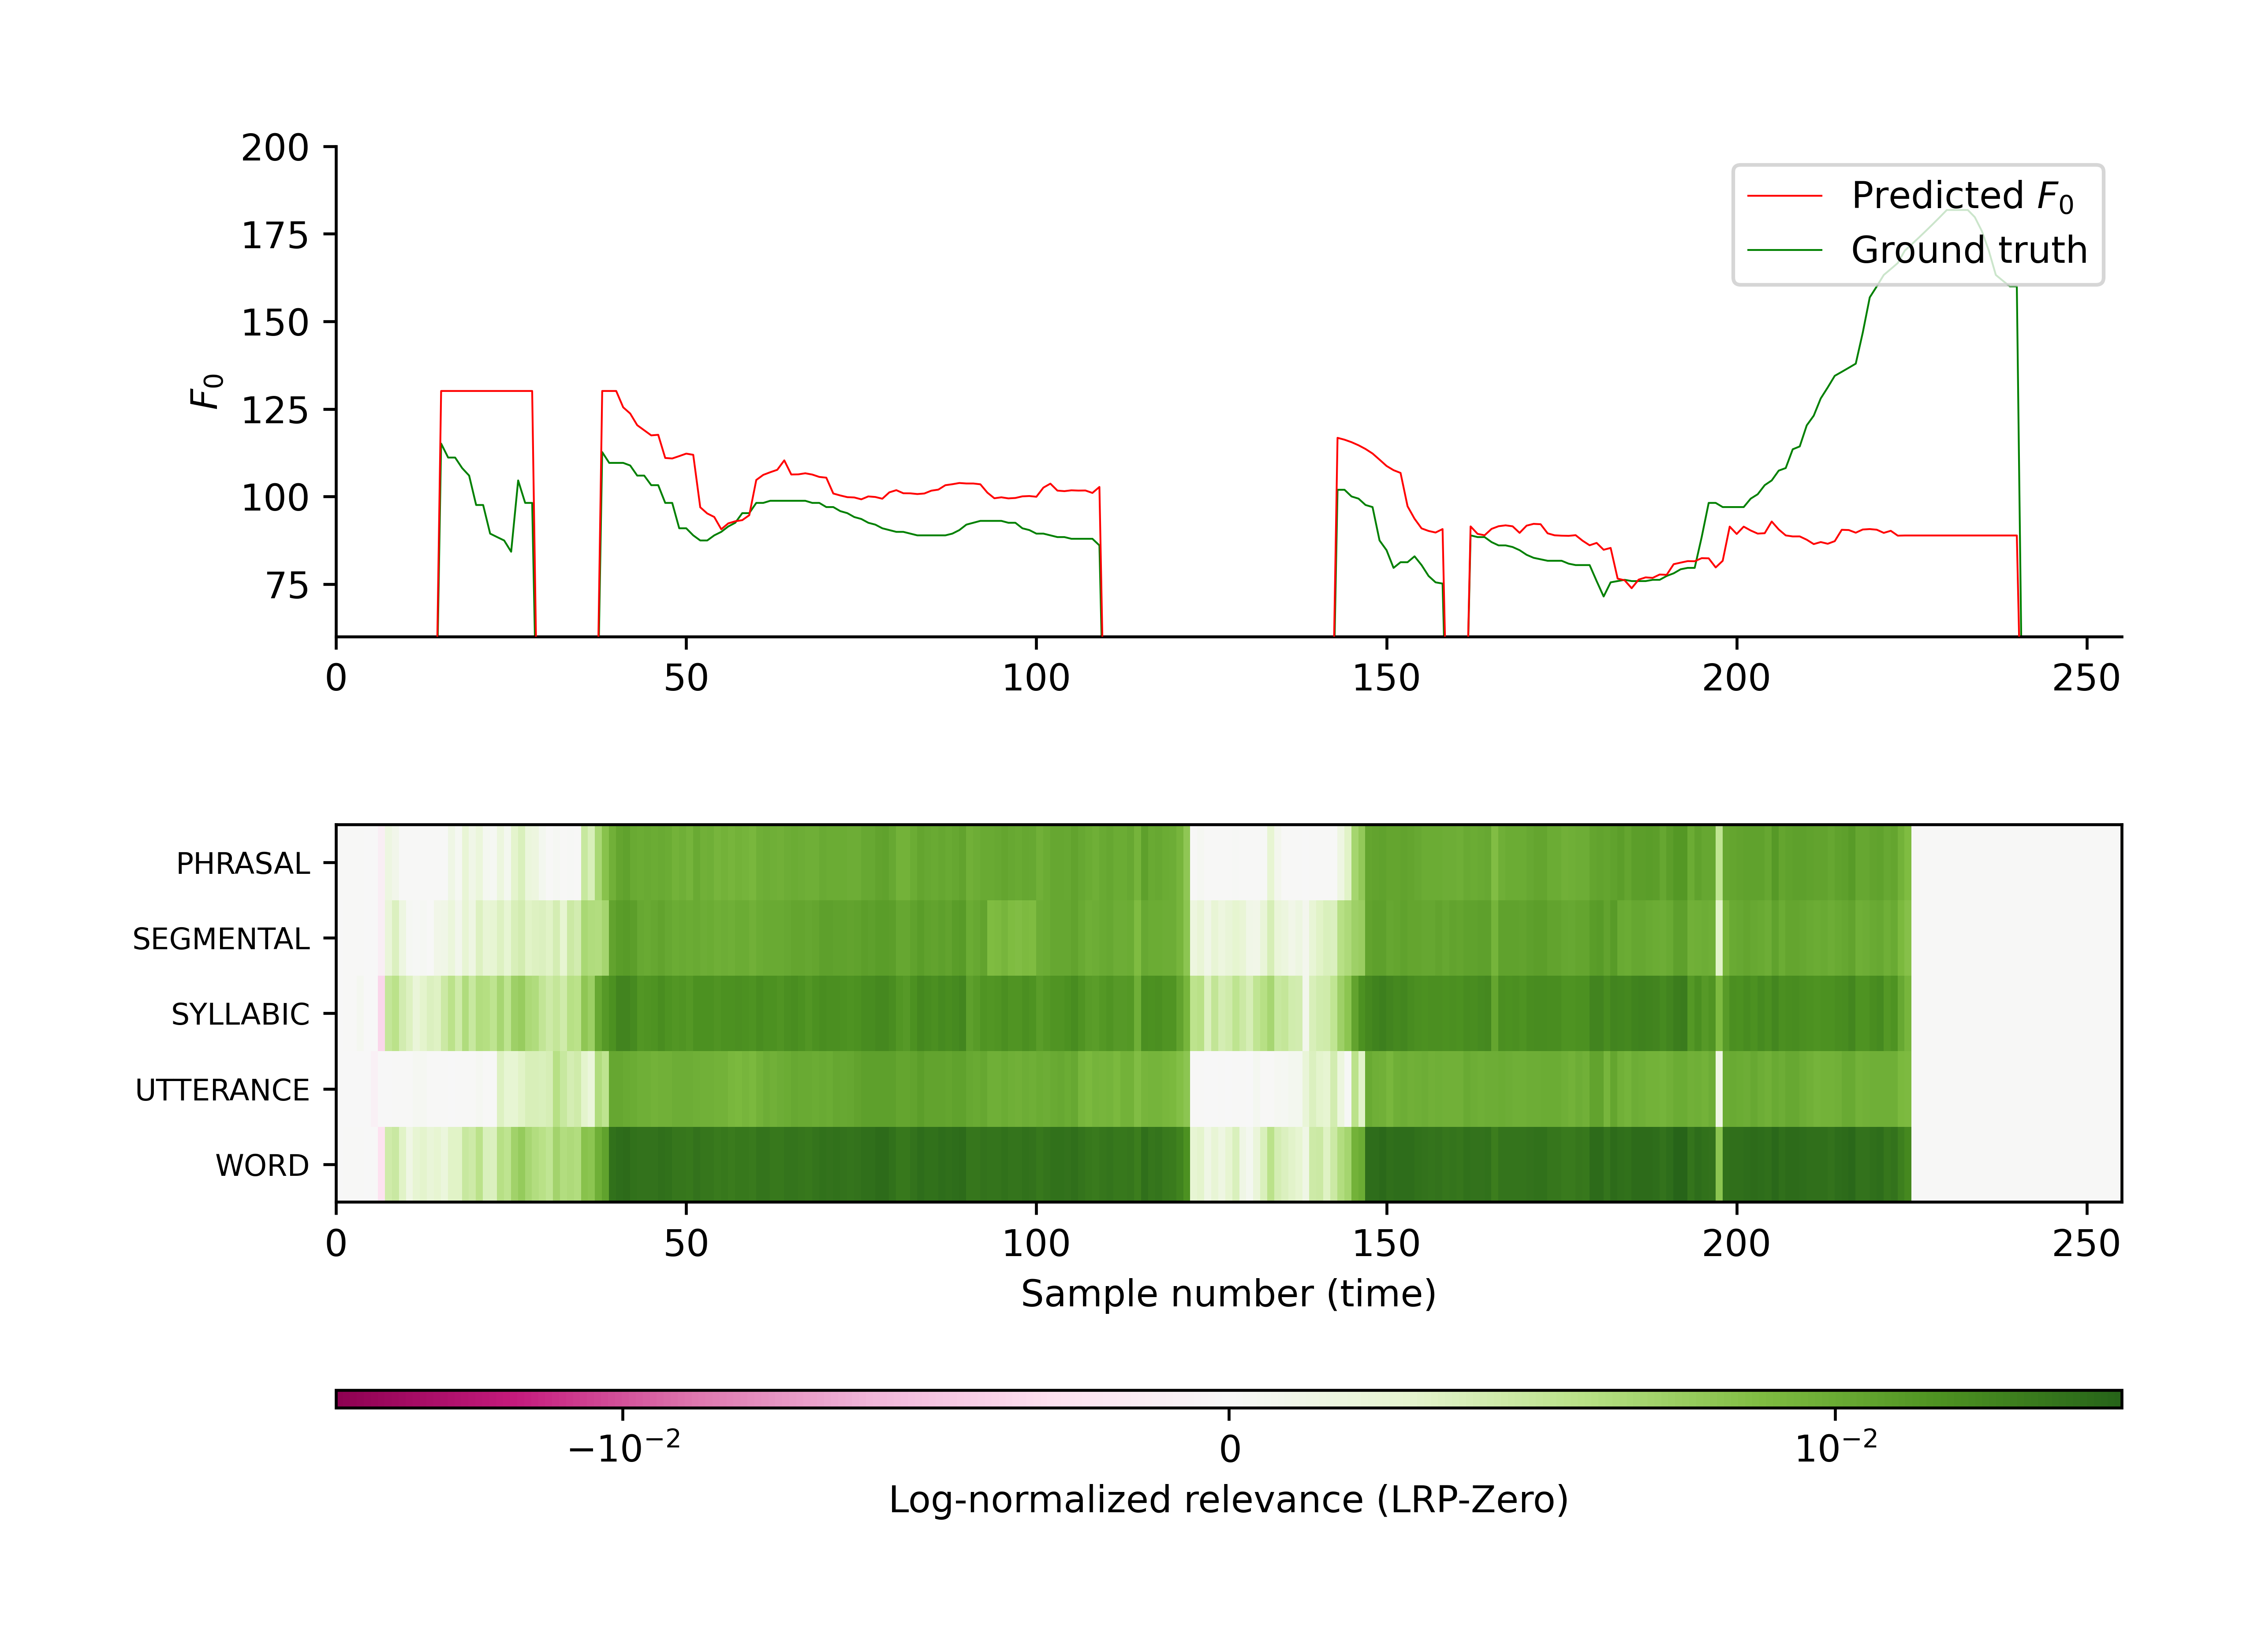 200
175
150
125
100
75
F₀
Predicted F₀
Ground truth
0 50 100 150 200 250
PHRASAL
SEGMENTAL
SYLLABIC
UTTERANCE
WORD
0 50 100 150 200 250
Sample number (time)
−10⁻² 0 10⁻²
Log-normalized relevance (LRP-Zero)